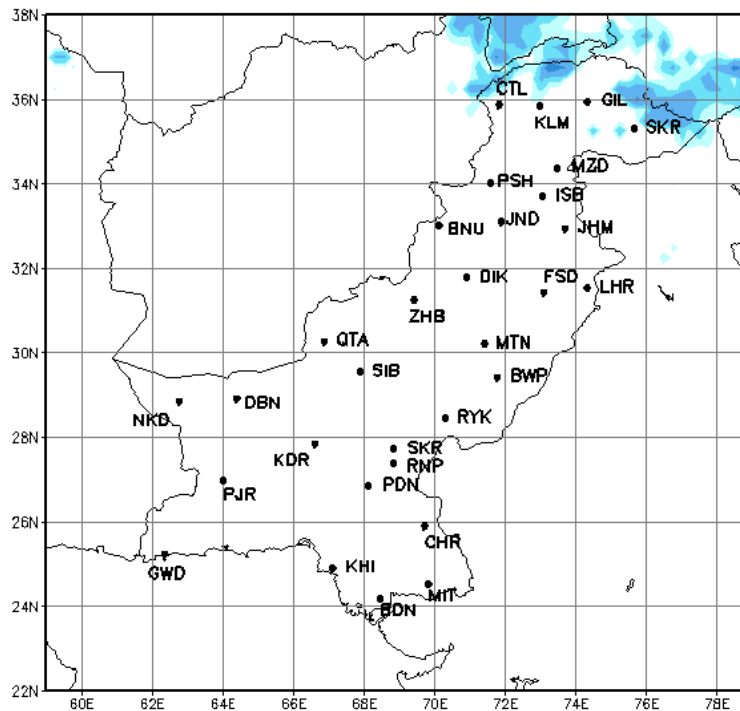 38N
36N
CTL
GIL
KLM
SKR
MZD
34N
PSH
ISB
JND
BNU
JHM
32N
DIK
FSD
LHR
ZHB
30N
QTA
MTN
SIB
BWP
DBN
NKD
RYK
28N
KDR
SKR
RNP
PDN
PJR
26N
CHR
KHI
GWD
MIT
24N
BDN
22N
60E 62E 64E 66E 68E 70E 72E 74E 76E 78E